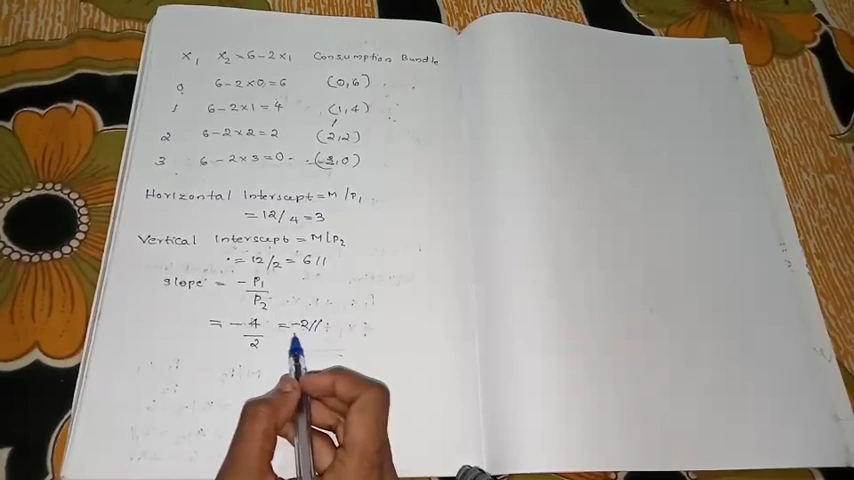 x₁ x₂=6-2x₁ Consumption Bundle
0 6-2×0=6 (0,6)
1 6-2×1=4 (1,4)
2 6-2×2=2 (2,2)
3 6-2×3=0 (3,0)
Horizontal Intercept = M/P₁
= 12/4 = 3
Vertical Intercept = M/P₂
= 12/2 = 6//
slope = -P₁/P₂
= -4/2 = -2//